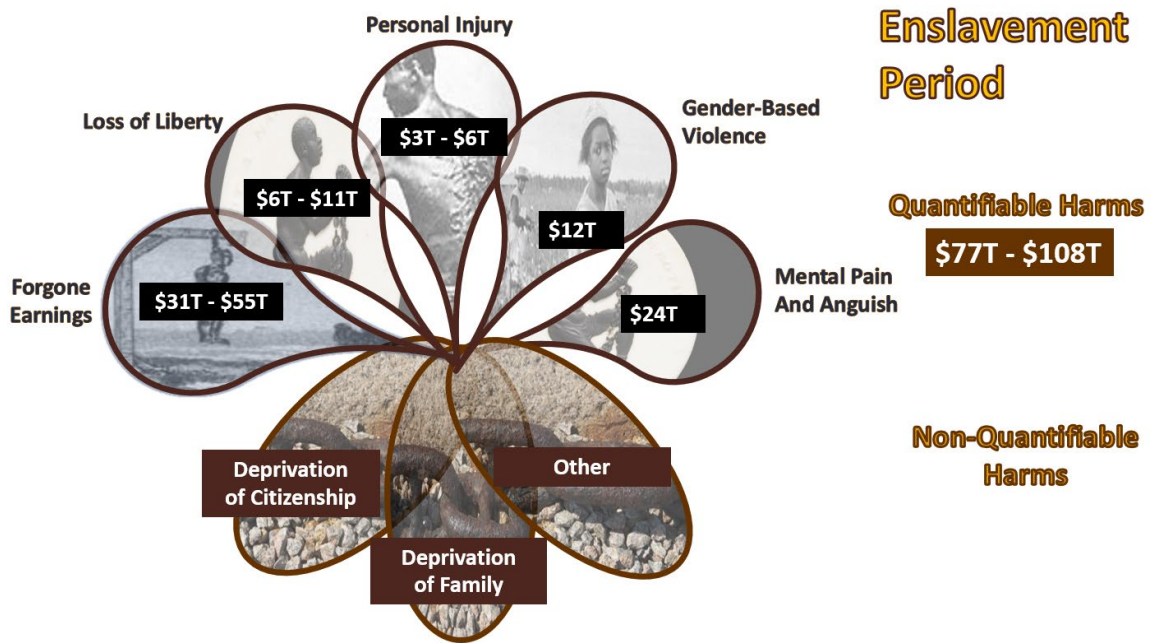 Personal Injury
Enslavement
Period
Loss of Liberty
Gender-Based
Violence
$3T - $6T
$6T - $11T
$12T
Quantifiable Harms
$77T - $108T
Forgone
Earnings
$31T - $55T
$24T
Mental Pain
And Anguish
Non-Quantifiable
Harms
Deprivation
of Citizenship
Other
Deprivation
of Family